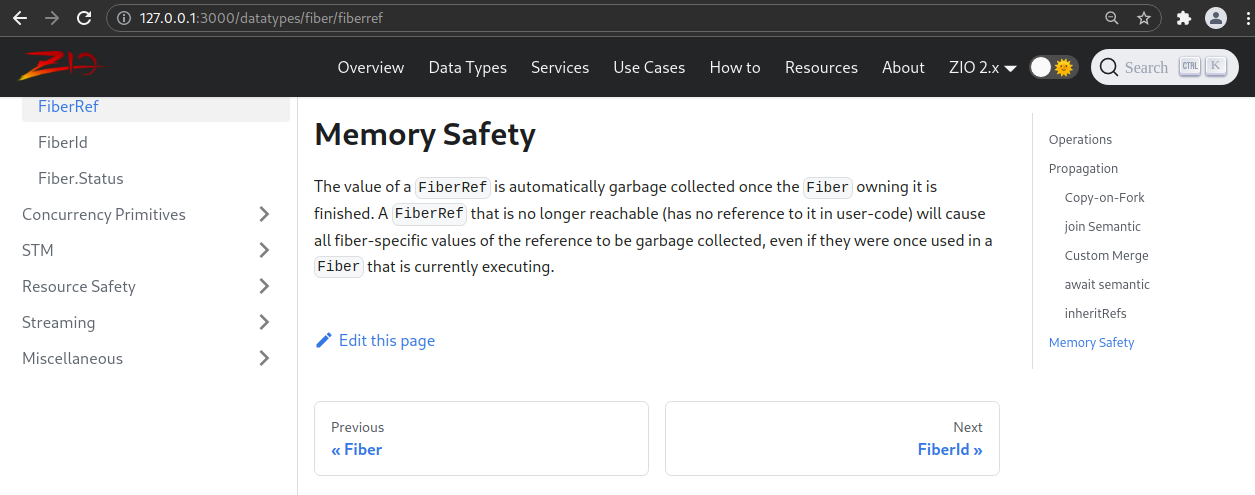 127.0.0.1:3000/datatypes/fiber/fiberref
ZIO
Overview Data Types Services Use Cases How to Resources About ZIO 2.x Search CTRL K
FiberRef
FiberId
Fiber.Status
Concurrency Primitives
STM
Resource Safety
Streaming
Miscellaneous
Memory Safety
The value of a FiberRef is automatically garbage collected once the Fiber owning it is
finished. A FiberRef that is no longer reachable (has no reference to it in user-code) will cause
all fiber-specific values of the reference to be garbage collected, even if they were once used in a
Fiber that is currently executing.
Edit this page
Previous
« Fiber
Next
FiberId »
Operations
Propagation
Copy-on-Fork
join Semantic
Custom Merge
await semantic
inheritRefs
Memory Safety